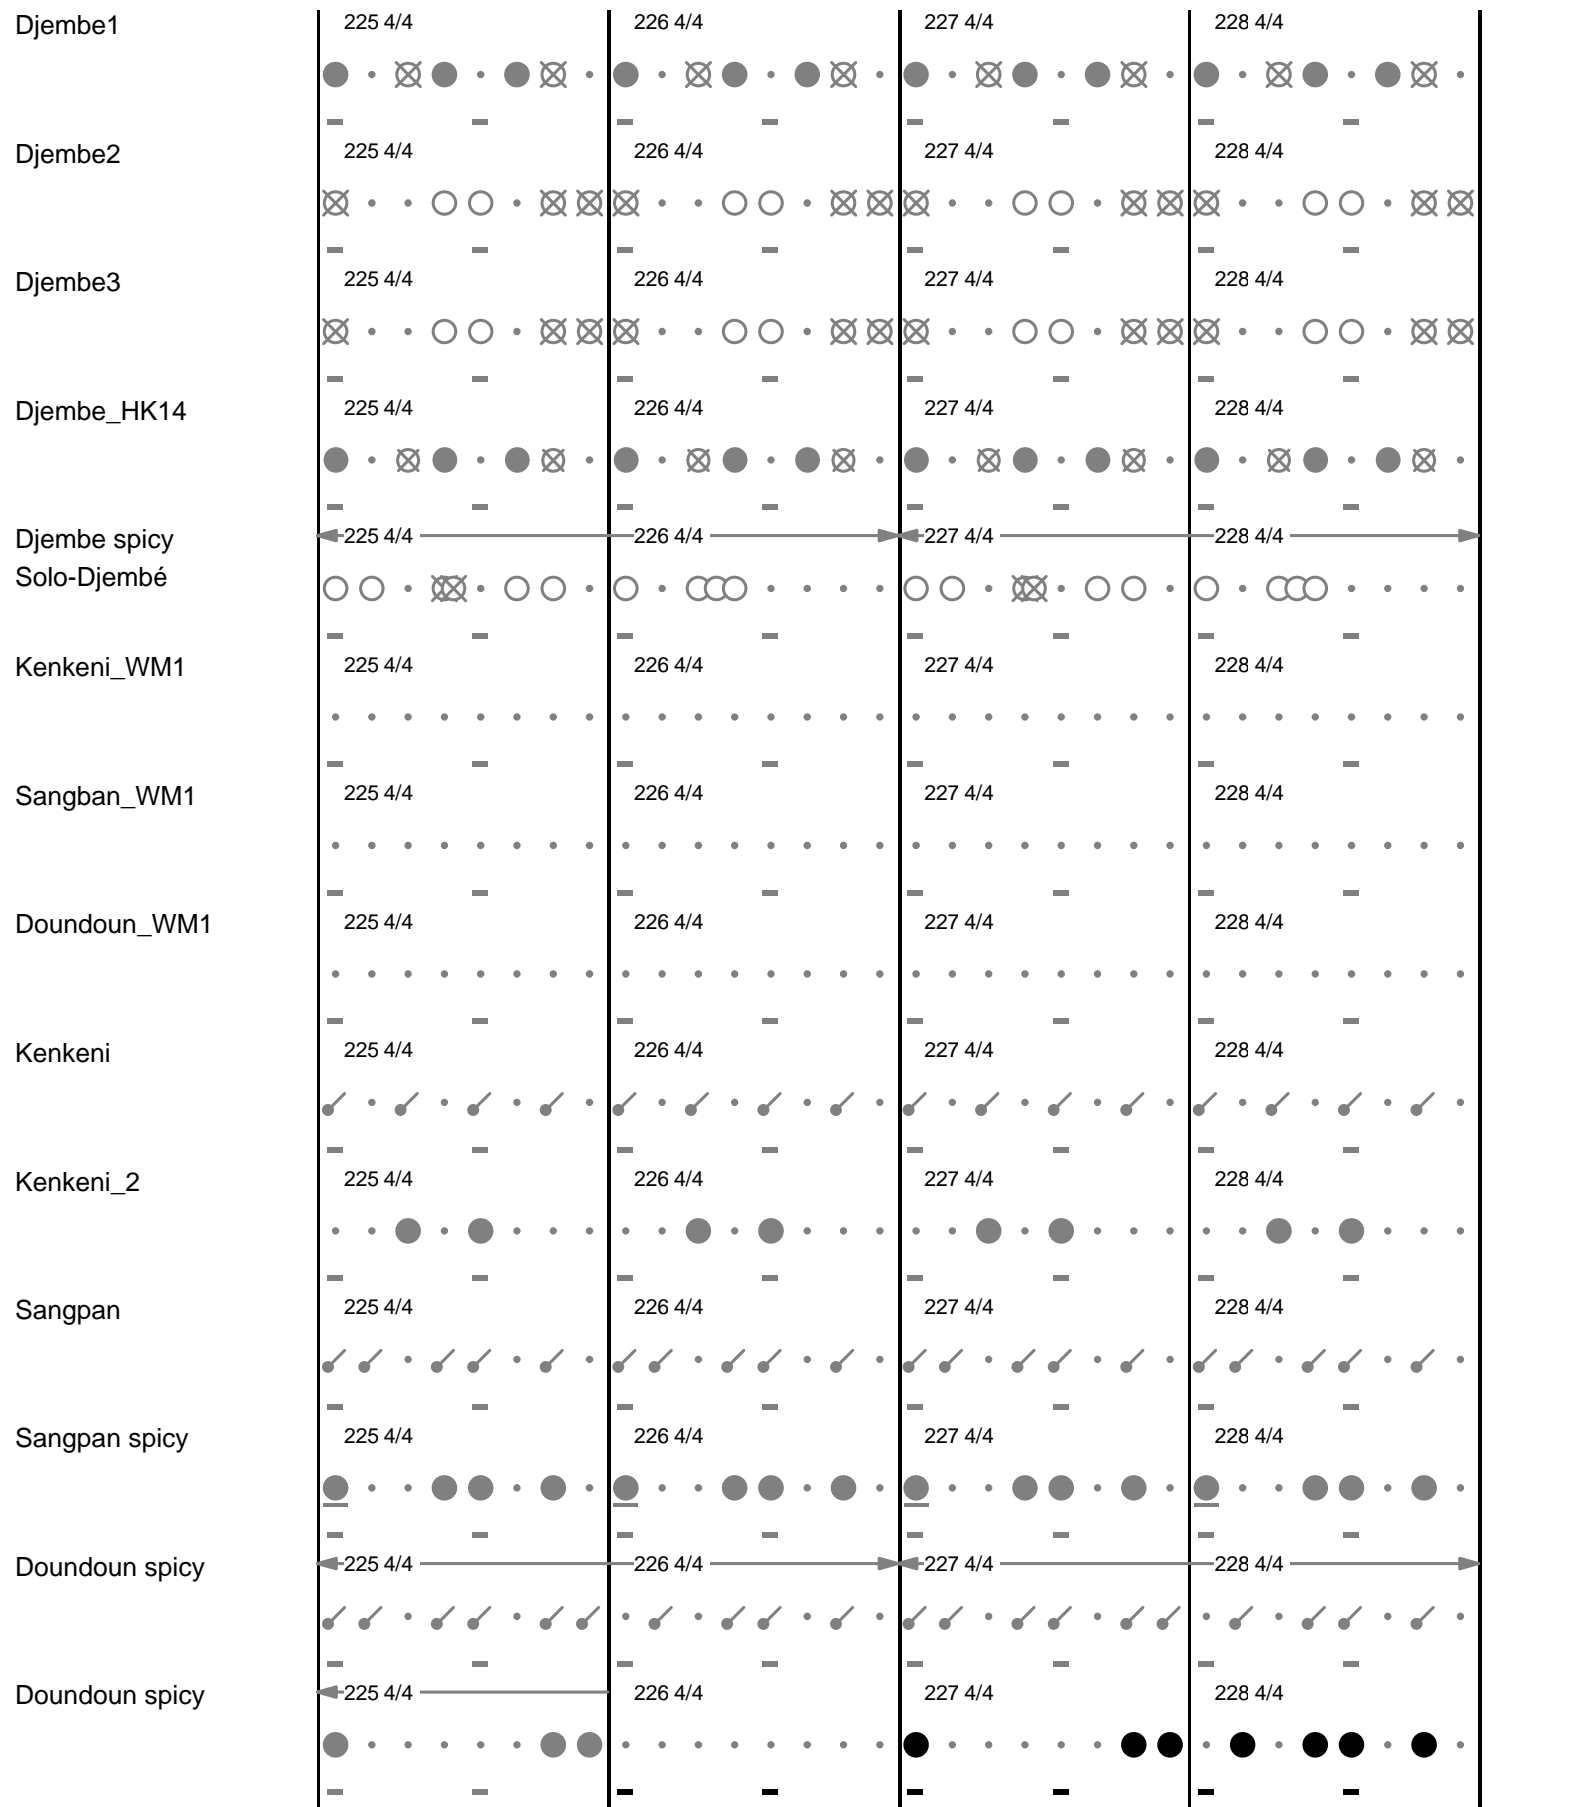 Djembe1 225 4/4 226 4/4 227 4/4 228 4/4
Djembe2 225 4/4 226 4/4 227 4/4 228 4/4
Djembe3 225 4/4 226 4/4 227 4/4 228 4/4
Djembe_HK14 225 4/4 226 4/4 227 4/4 228 4/4
Djembe spicy 225 4/4 226 4/4 227 4/4 228 4/4
Solo-Djembé
Kenkeni_WM1 225 4/4 226 4/4 227 4/4 228 4/4
Sangban_WM1 225 4/4 226 4/4 227 4/4 228 4/4
Doundoun_WM1 225 4/4 226 4/4 227 4/4 228 4/4
Kenkeni 225 4/4 226 4/4 227 4/4 228 4/4
Kenkeni_2 225 4/4 226 4/4 227 4/4 228 4/4
Sangpan 225 4/4 226 4/4 227 4/4 228 4/4
Sangpan spicy 225 4/4 226 4/4 227 4/4 228 4/4
Doundoun spicy 225 4/4 226 4/4 227 4/4 228 4/4
Doundoun spicy 225 4/4 226 4/4 227 4/4 228 4/4